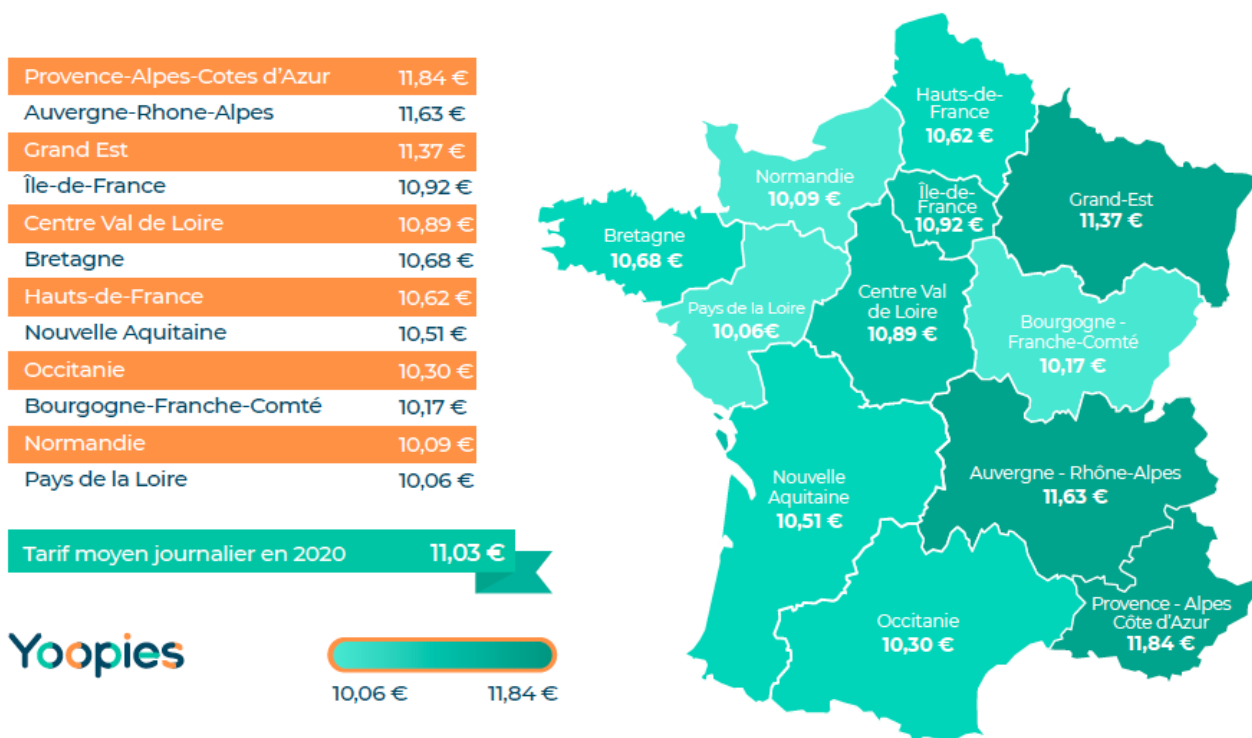 Provence-Alpes-Cotes d'Azur 11,84 €
Auvergne-Rhone-Alpes 11,63 €
Grand Est 11,37 €
Île-de-France 10,92 €
Centre Val de Loire 10,89 €
Bretagne 10,68 €
Hauts-de-France 10,62 €
Nouvelle Aquitaine 10,51 €
Occitanie 10,30 €
Bourgogne-Franche-Comté 10,17 €
Normandie 10,09 €
Pays de la Loire 10,06 €
Tarif moyen journalier en 2020 11,03 €
Yoopies
10,06 € 11,84 €
Hauts-de-
France
10,62 €
Normandie
10,09 €
Île-de-
France
10,92 €
Grand-Est
11,37 €
Bretagne
10,68 €
Pays de la Loire
10,06€
Centre Val
de Loire
10,89 €
Bourgogne -
Franche-Comté
10,17 €
Auvergne - Rhône-Alpes
11,63 €
Nouvelle
Aquitaine
10,51 €
Occitanie
10,30 €
Provence - Alpes
Côte d'Azur
11,84 €